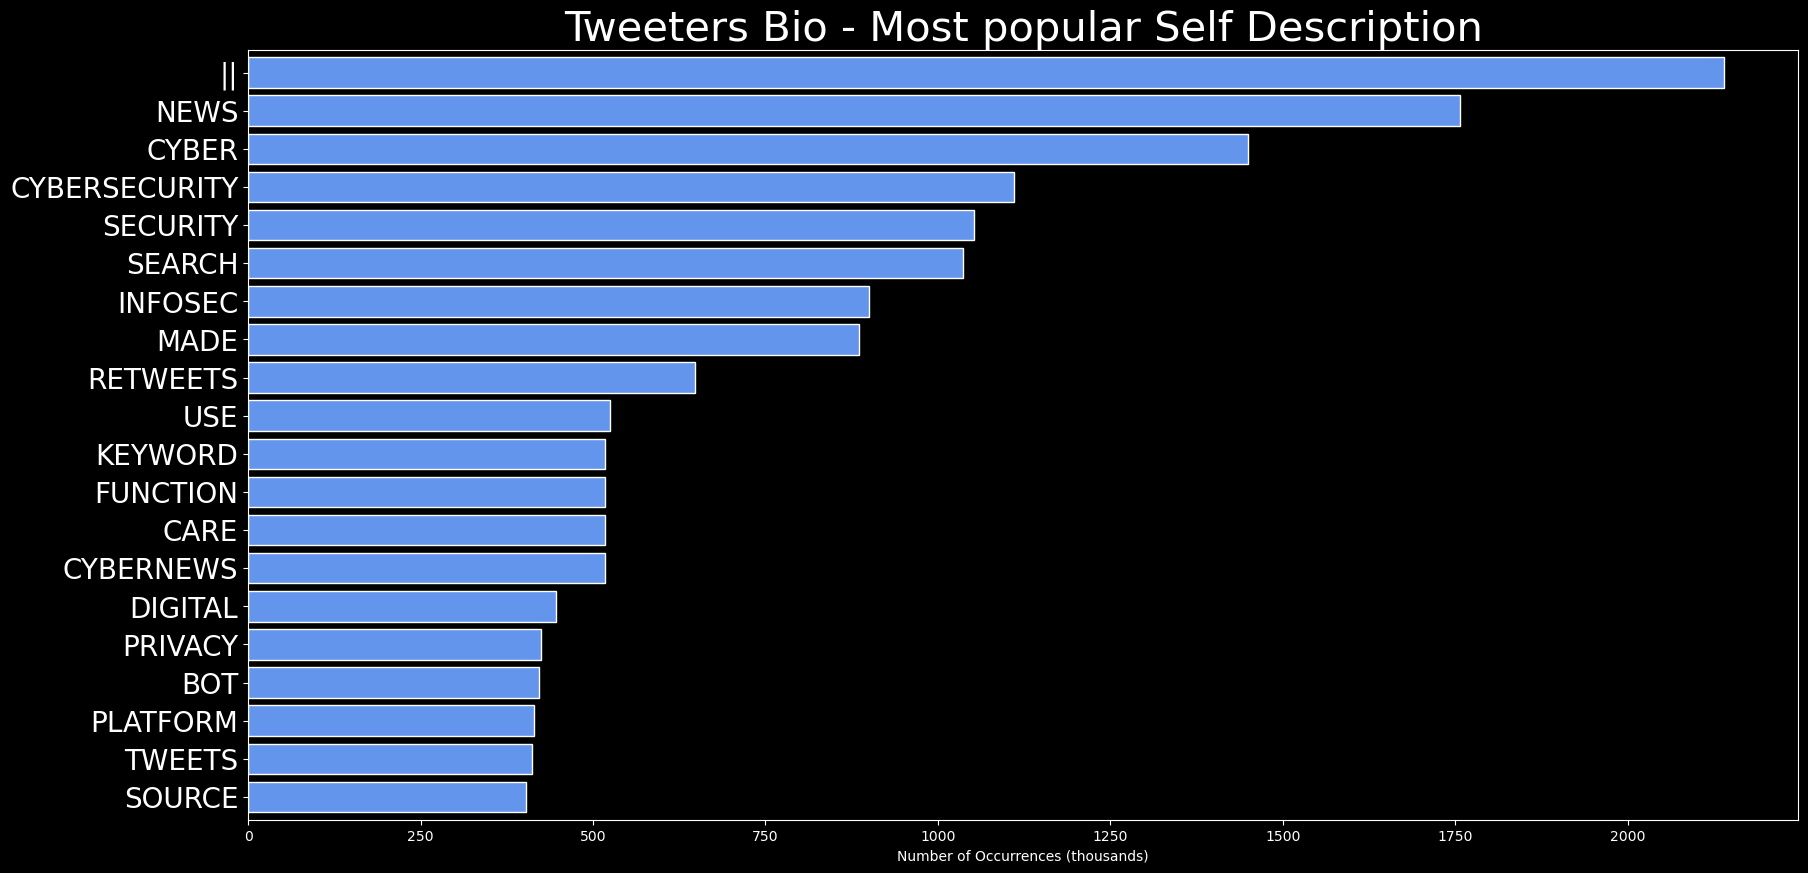 Tweeters Bio - Most popular Self Description
||
NEWS
CYBER
CYBERSECURITY
SECURITY
SEARCH
INFOSEC
MADE
RETWEETS
USE
KEYWORD
FUNCTION
CARE
CYBERNEWS
DIGITAL
PRIVACY
BOT
PLATFORM
TWEETS
SOURCE
0 250 500 750 1000 1250 1500 1750 2000
Number of Occurrences (thousands)